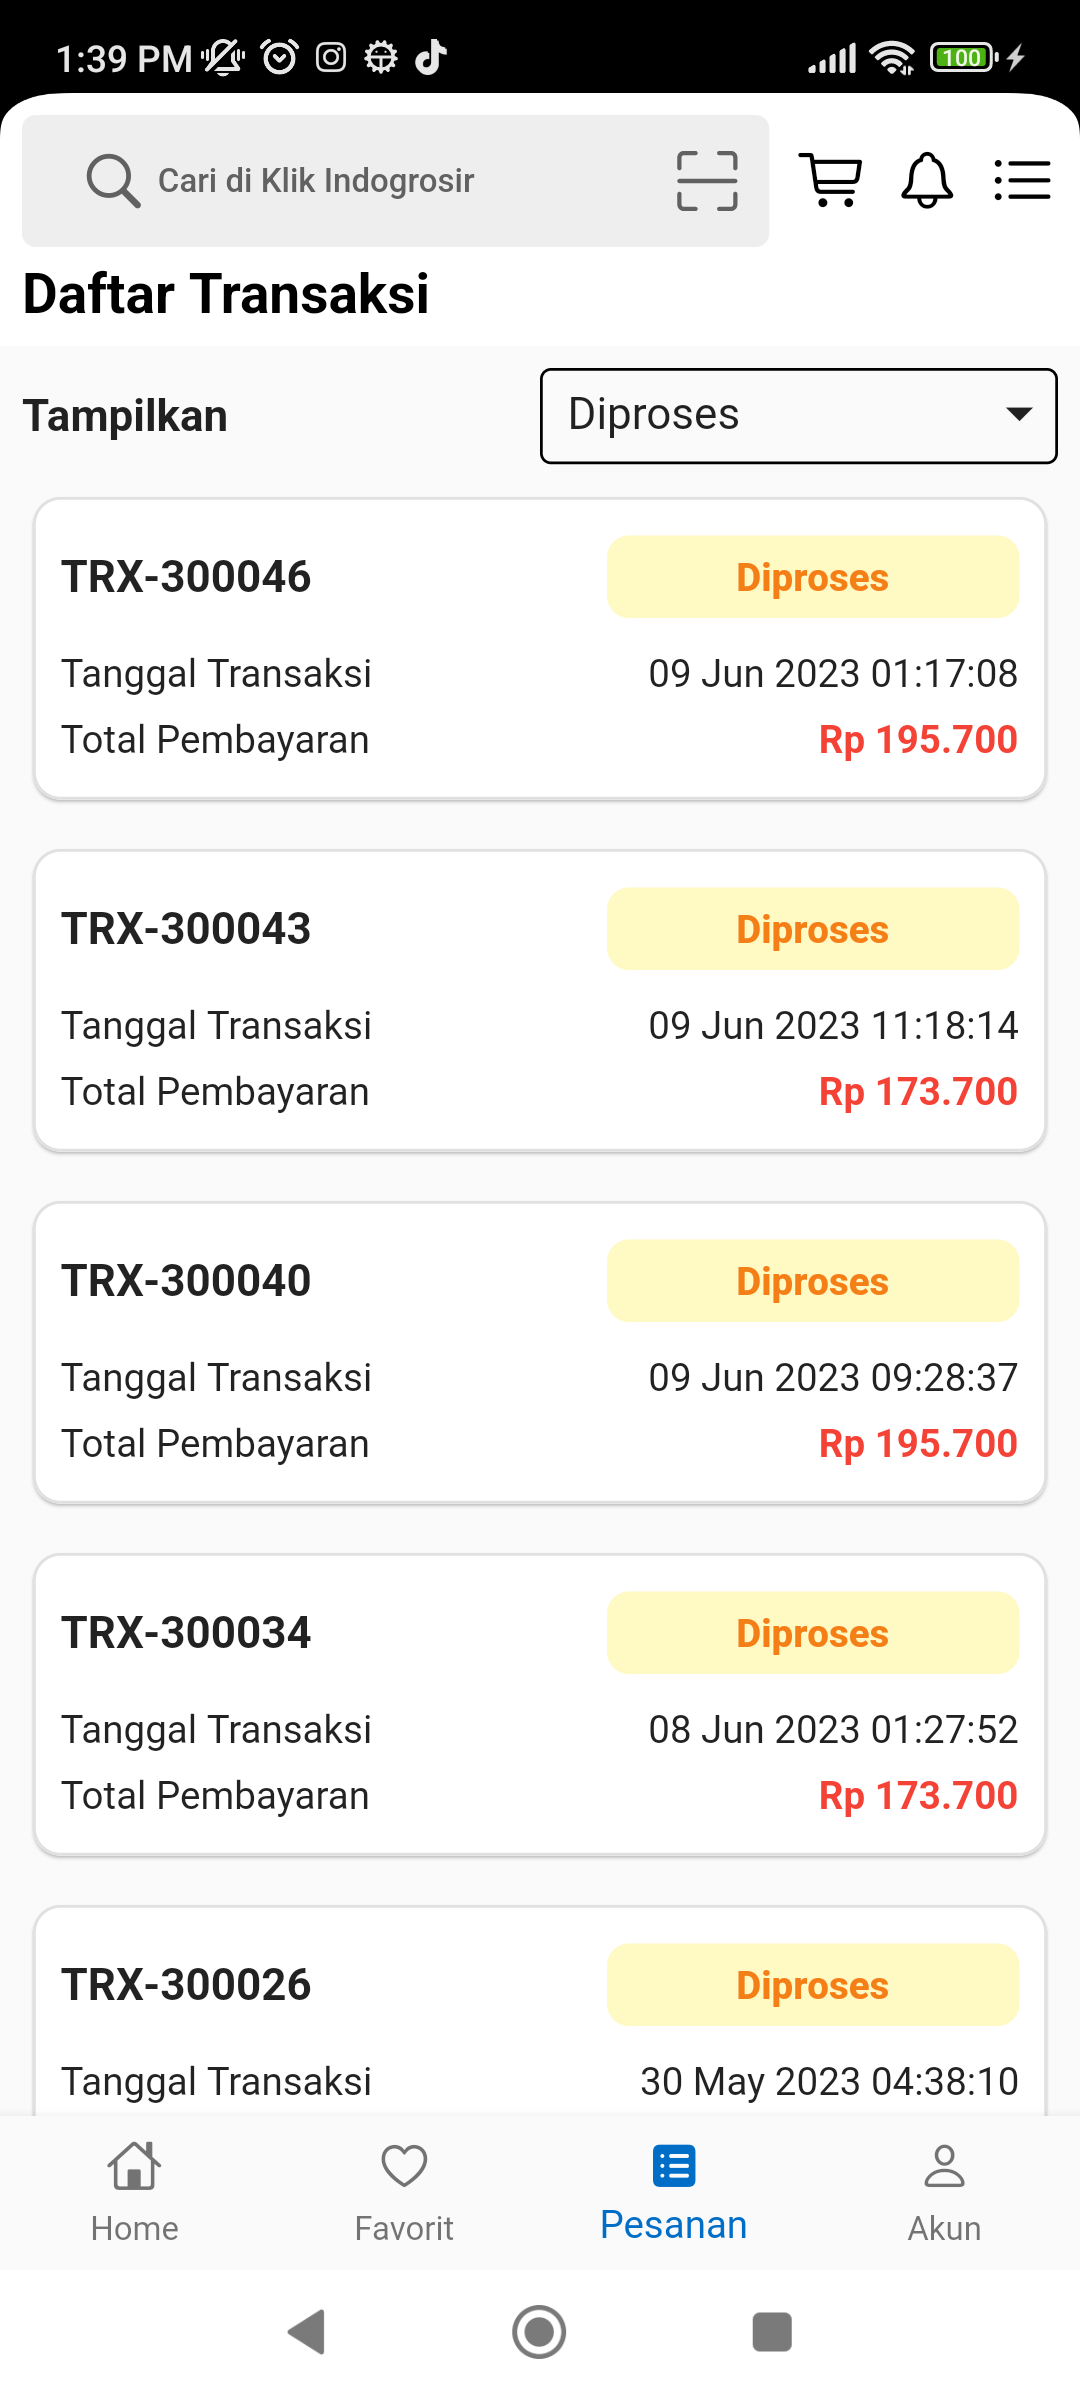 1:39 PM
100
Cari di Klik Indogrosir
Daftar Transaksi
Tampilkan
Diproses
TRX-300046
Diproses
Tanggal Transaksi
09 Jun 2023 01:17:08
Total Pembayaran
Rp 195.700
TRX-300043
Diproses
Tanggal Transaksi
09 Jun 2023 11:18:14
Total Pembayaran
Rp 173.700
TRX-300040
Diproses
Tanggal Transaksi
09 Jun 2023 09:28:37
Total Pembayaran
Rp 195.700
TRX-300034
Diproses
Tanggal Transaksi
08 Jun 2023 01:27:52
Total Pembayaran
Rp 173.700
TRX-300026
Diproses
Tanggal Transaksi
30 May 2023 04:38:10
Home
Favorit
Pesanan
Akun